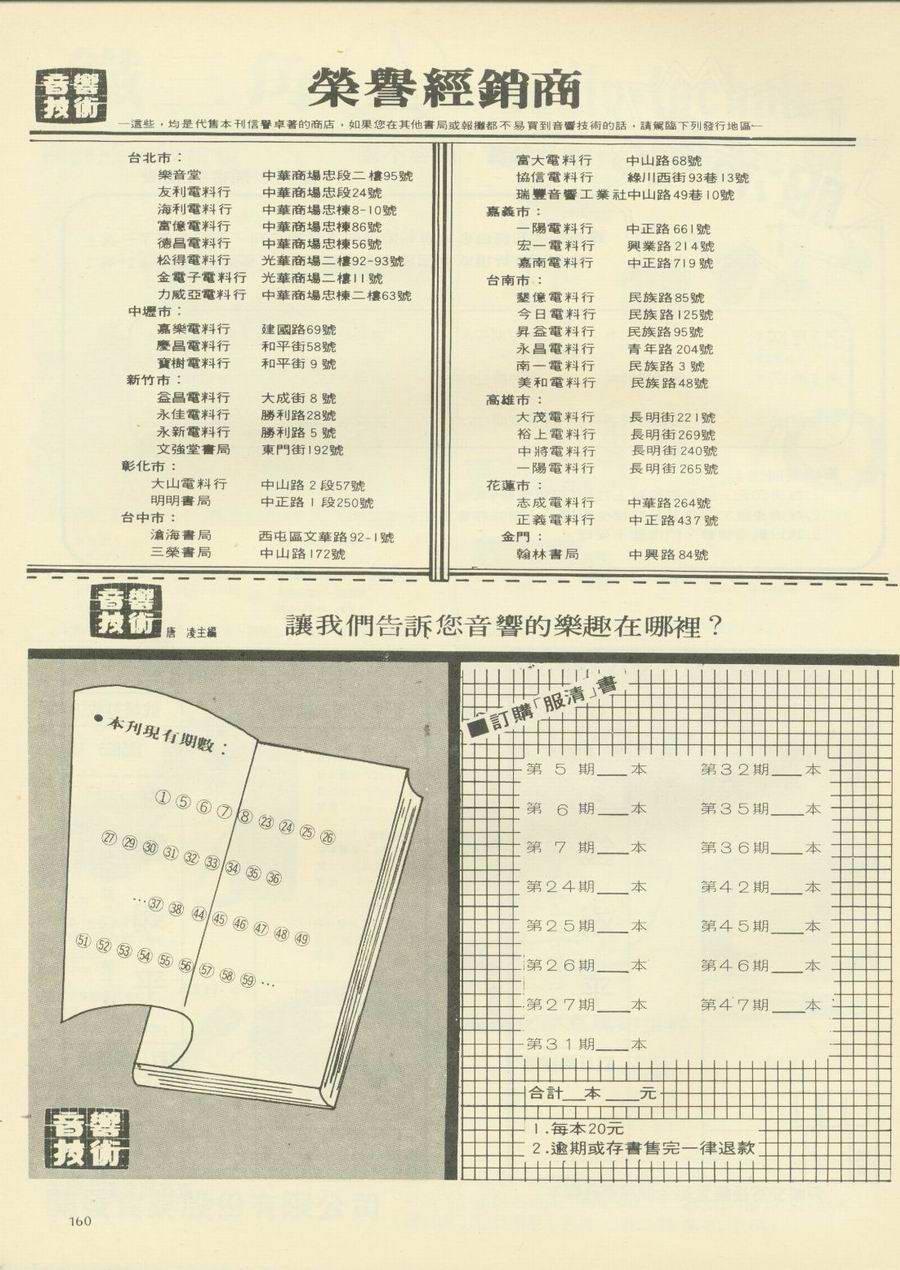 音響
技術
榮譽經銷商
—這些，均是代售本刊信譽卓著的商店，如果您在其他書局或報攤都不易買到音響技術的話，請駕臨下列發行地區—
台北市：
樂音堂 中華商場忠段二樓95號
友利電料行 中華商場忠段24號
海利電料行 中華商場忠棟8-10號
富億電料行 中華商場忠棟86號
德昌電料行 中華商場忠棟56號
松得電料行 光華商場二樓92-93號
金電子電料行 光華商場二樓11號
力威亞電料行 中華商場忠棟二樓63號
中壢市：
嘉樂電料行 建國路69號
慶昌電料行 和平街58號
寶樹電料行 和平街9號
新竹市：
益昌電料行 大成街8號
永佳電料行 勝利路28號
永新電料行 勝利路5號
文強堂書局 東門街192號
彰化市：
大山電料行 中山路2段57號
明明書局 中正路1段250號
台中市：
滄海書局 西屯區文華路92-1號
三榮書局 中山路172號
富大電料行 中山路68號
協信電料行 綠川西街93巷13號
瑞豐音響工業社 中山路49巷10號
嘉義市：
一陽電料行 中正路661號
宏一電料行 興業路214號
嘉南電料行 中正路719號
台南市：
墾億電料行 民族路85號
今日電料行 民族路125號
昇益電料行 民族路95號
永昌電料行 青年路204號
南一電料行 民族路3號
美和電料行 民族路48號
高雄市：
大茂電料行 長明街221號
裕上電料行 長明街269號
中將電料行 長明街240號
一陽電料行 長明街265號
花蓮市：
志成電料行 中華路264號
正義電料行 中正路437號
金門：
翰林書局 中興路84號
音響
技術
唐凌主編
讓我們告訴您音響的樂趣在哪裡？
●本刊現有期數：
①⑤⑥⑦⑧㉓㉔㉕㉖
㉗㉙㉚㉛㉜㉝㉞㉟㊱
…㊲㊳㊹㊺㊻㊼㊽㊾
51 52 53 54 55 56 57 58 59…
■訂購「服清」書
第5期___本 第32期___本
第6期___本 第35期___本
第7期___本 第36期___本
第24期___本 第42期___本
第25期___本 第45期___本
第26期___本 第46期___本
第27期___本 第47期___本
第31期___本
合計__本___元
1.每本20元
2.逾期或存書售完一律退款
音響
技術
160